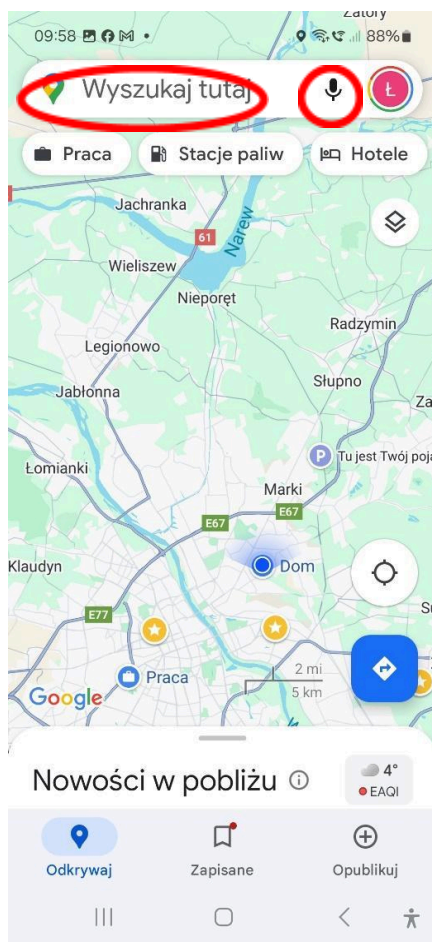 Zatory
09:58 88%
Wyszukaj tutaj Ł
Praca Stacje paliw Hotele
Jachranka
61
Narew
Wieliszew
Nieporęt
Radzymin
Legionowo
Słupno
Jabłonna
Za
P Tu jest Twój poja
Łomianki
Marki
E67 E67
Klaudyn
Dom
E77
Su
Praca
2 mi
5 km
Google
Nowości w pobliżu
4°
EAQI
Odkrywaj Zapisane Opublikuj